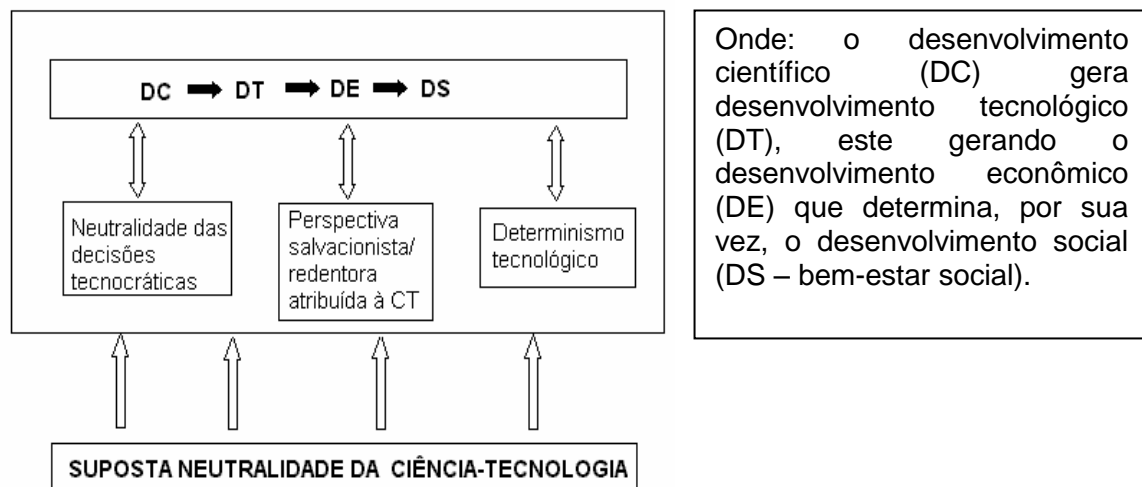 DC ➡ DT ➡ DE ➡ DS
Neutralidade das
decisões
tecnocráticas
Perspectiva
salvacionista/
redentora
atribuída à CT
Determinismo
tecnológico
SUPOSTA NEUTRALIDADE DA CIÊNCIA-TECNOLOGIA
Onde: o desenvolvimento
científico (DC) gera
desenvolvimento tecnológico
(DT), este gerando o
desenvolvimento econômico
(DE) que determina, por sua
vez, o desenvolvimento social
(DS – bem-estar social).